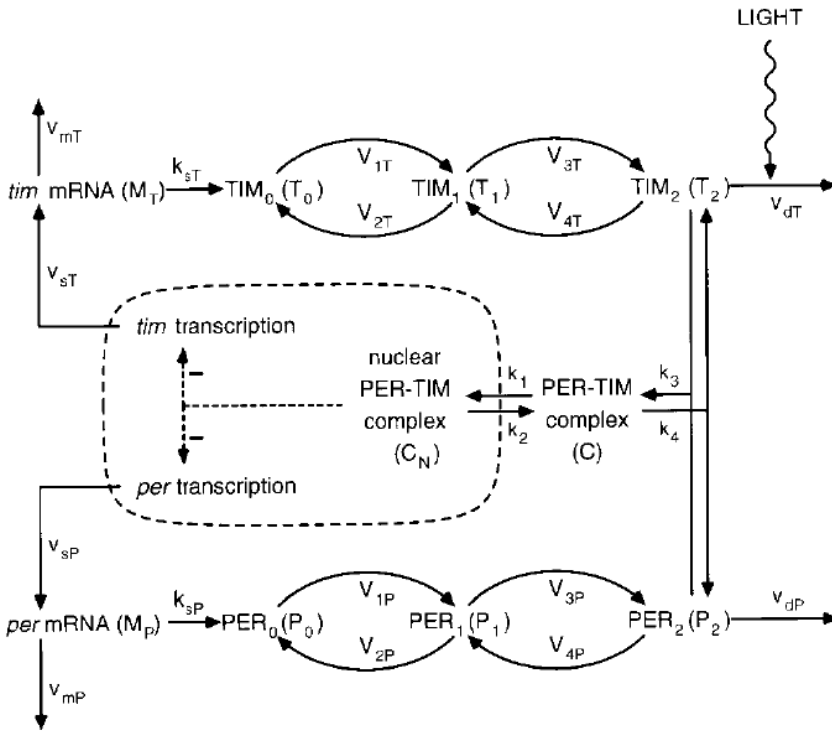 LIGHT
v_mT
k_sT
V_1T
V_3T
tim mRNA (M_T)
TIM_0 (T_0)
TIM_1 (T_1)
TIM_2 (T_2)
V_2T
V_4T
v_dT
v_sT
tim transcription
nuclear
PER-TIM
complex
(C_N)
k_1
k_2
PER-TIM
complex
(C)
k_3
k_4
–
–
per transcription
v_sP
k_sP
V_1P
V_3P
v_dP
per mRNA (M_P)
PER_0 (P_0)
PER_1 (P_1)
PER_2 (P_2)
V_2P
V_4P
v_mP